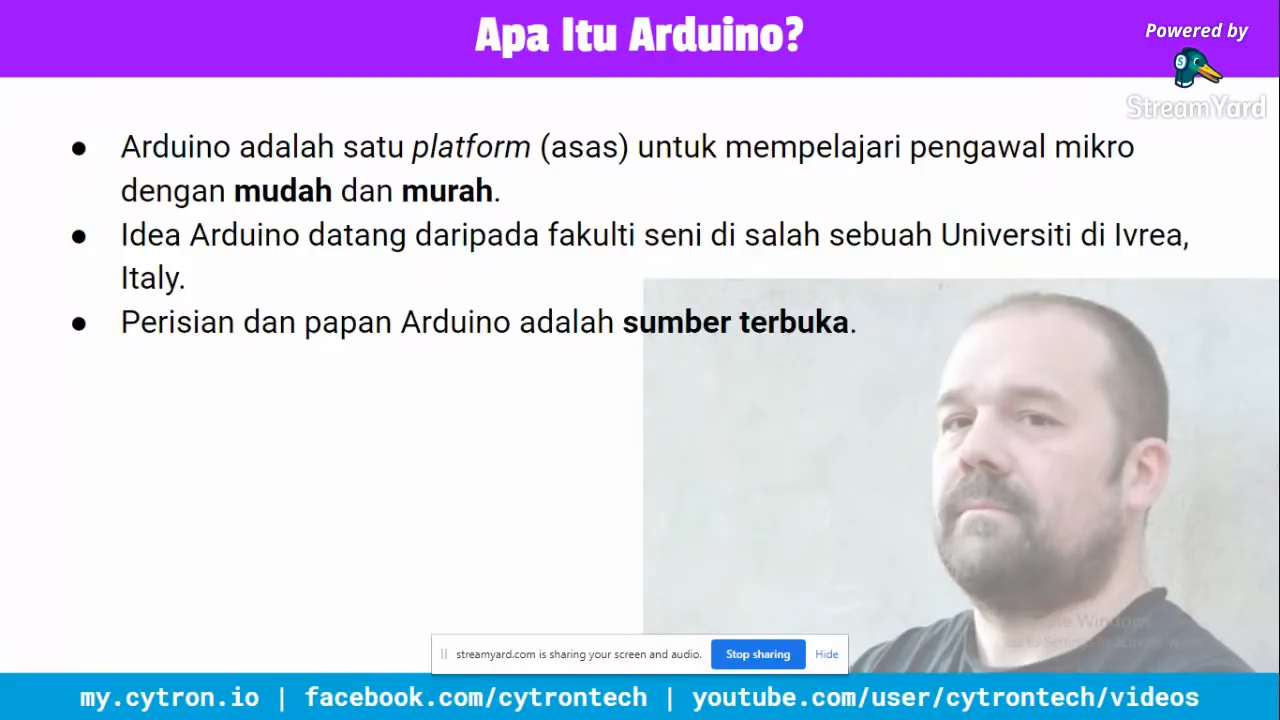 Apa Itu Arduino?
Powered by
StreamYard
● Arduino adalah satu platform (asas) untuk mempelajari pengawal mikro
dengan mudah dan murah.
● Idea Arduino datang daripada fakulti seni di salah sebuah Universiti di Ivrea,
Italy.
● Perisian dan papan Arduino adalah sumber terbuka.
streamyard.com is sharing your screen and audio. Stop sharing Hide
my.cytron.io | facebook.com/cytrontech | youtube.com/user/cytrontech/videos